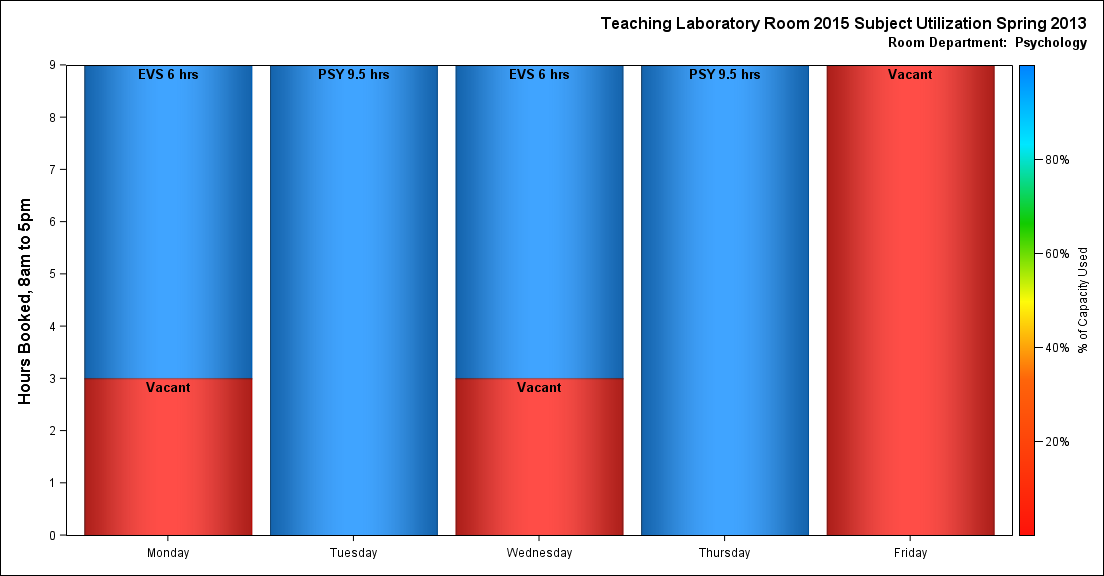 Teaching Laboratory Room 2015 Subject Utilization Spring 2013
Room Department:  Psychology
Hours Booked, 8am to 5pm
9
8
7
6
5
4
3
2
1
0
EVS 6 hrs
PSY 9.5 hrs
EVS 6 hrs
PSY 9.5 hrs
Vacant
Vacant
Vacant
Monday
Tuesday
Wednesday
Thursday
Friday
80%
60%
40%
20%
% of Capacity Used